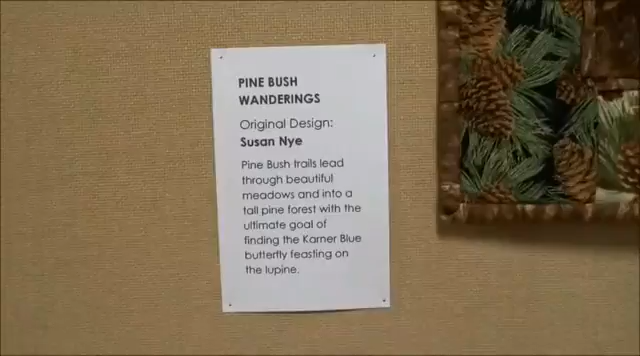 PINE BUSH
WANDERINGS
Original Design:
Susan Nye
Pine Bush trails lead
through beautiful
meadows and into a
tall pine forest with the
ultimate goal of
finding the Karner Blue
butterfly feasting on
the lupine.